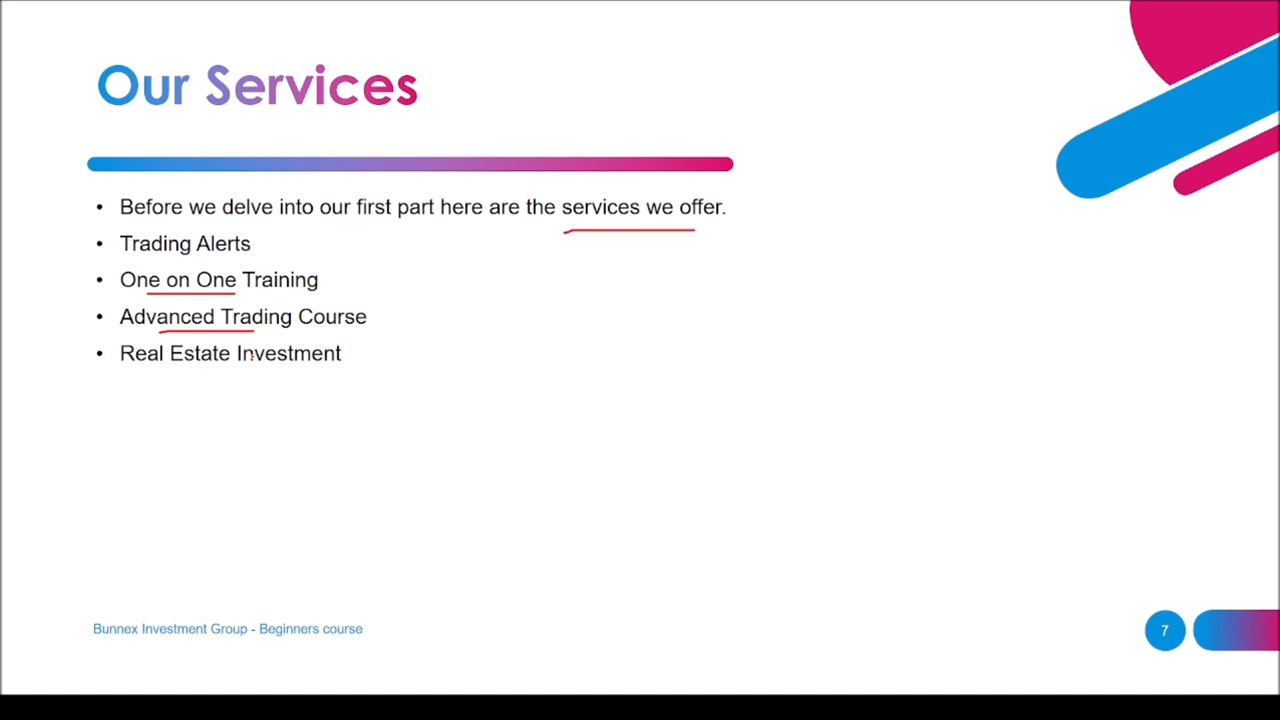 Our Services
• Before we delve into our first part here are the services we offer.
• Trading Alerts
• One on One Training
• Advanced Trading Course
• Real Estate Investment
Bunnex Investment Group - Beginners course
7